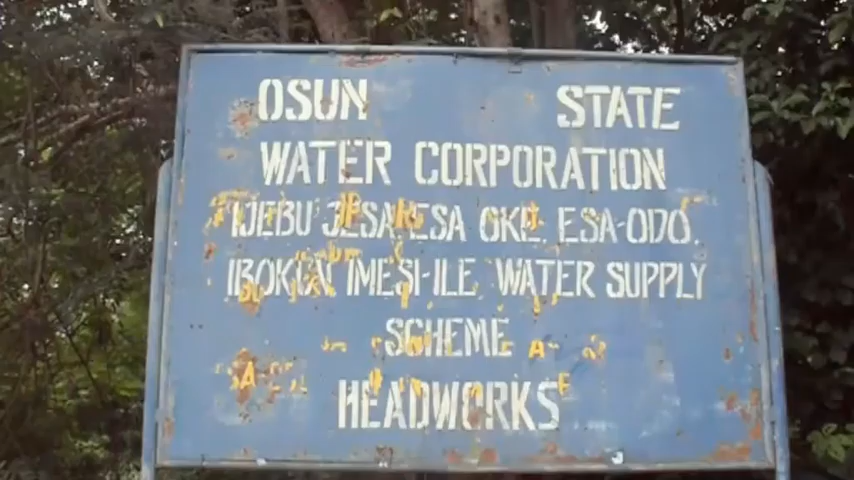 OSUN STATE
WATER CORPORATION
IJEBU JESA, ESA OKE, ESA-ODO,
IBOKUN IMESI-ILE WATER SUPPLY
SCHEME
HEADWORKS